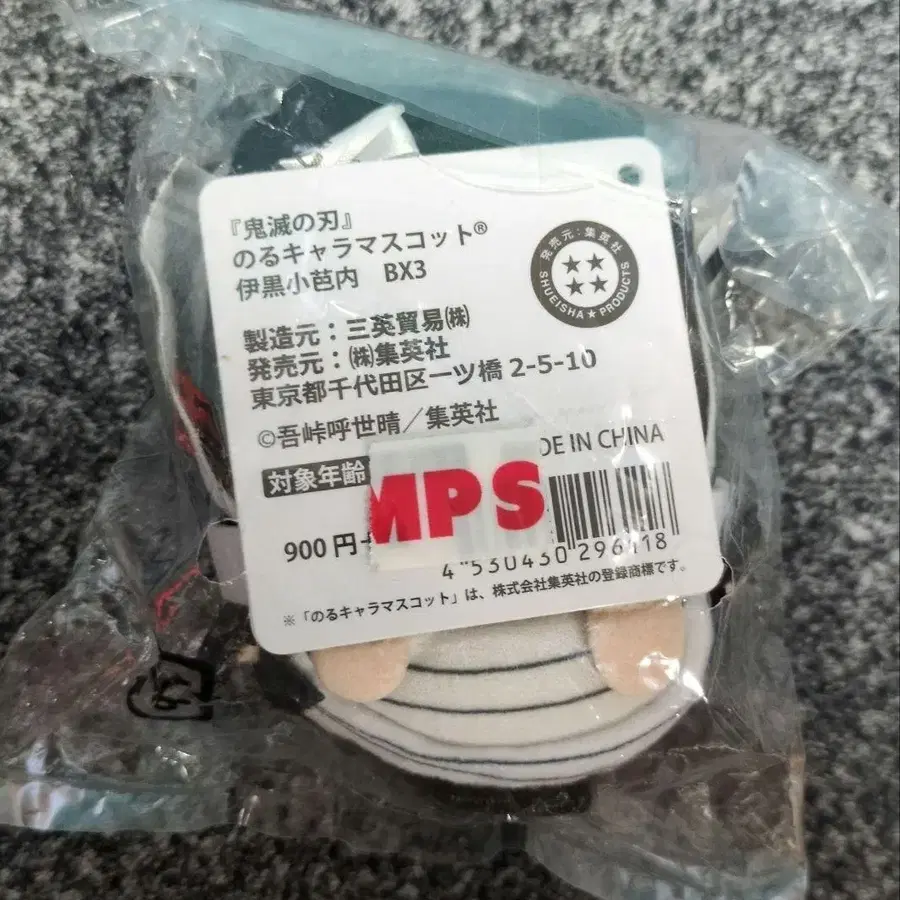 『鬼滅の刃』
のるキャラマスコット®
伊黒小芭内 BX3
発売元：集英社
SHUEISHA★PRODUCTS
製造元：三英貿易㈱
発売元：㈱集英社
東京都千代田区一ツ橋 2-5-10
©吾峠呼世晴／集英社
DE IN CHINA
対象年齢
MPS
900 円+
4 530430 296118
※「のるキャラマスコット」は、株式会社集英社の登録商標です。